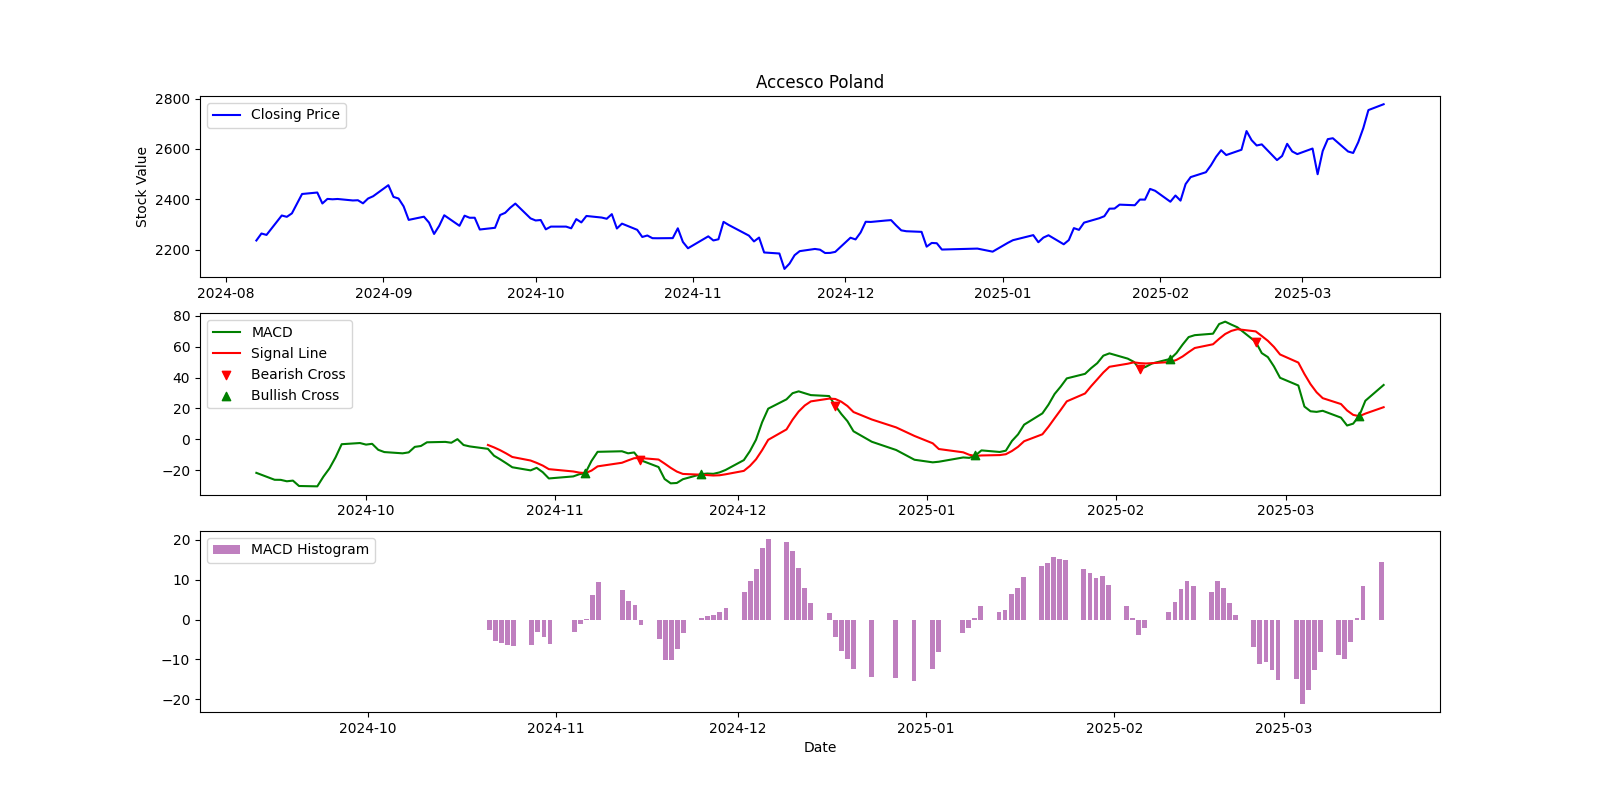 Accesco Poland
2800
2600
2400
2200
Stock Value
Closing Price
2024-08 2024-09 2024-10 2024-11 2024-12 2025-01 2025-02 2025-03
80
60
40
20
0
−20
MACD
Signal Line
Bearish Cross
Bullish Cross
2024-10 2024-11 2024-12 2025-01 2025-02 2025-03
20
10
0
−10
−20
MACD Histogram
2024-10 2024-11 2024-12 2025-01 2025-02 2025-03
Date